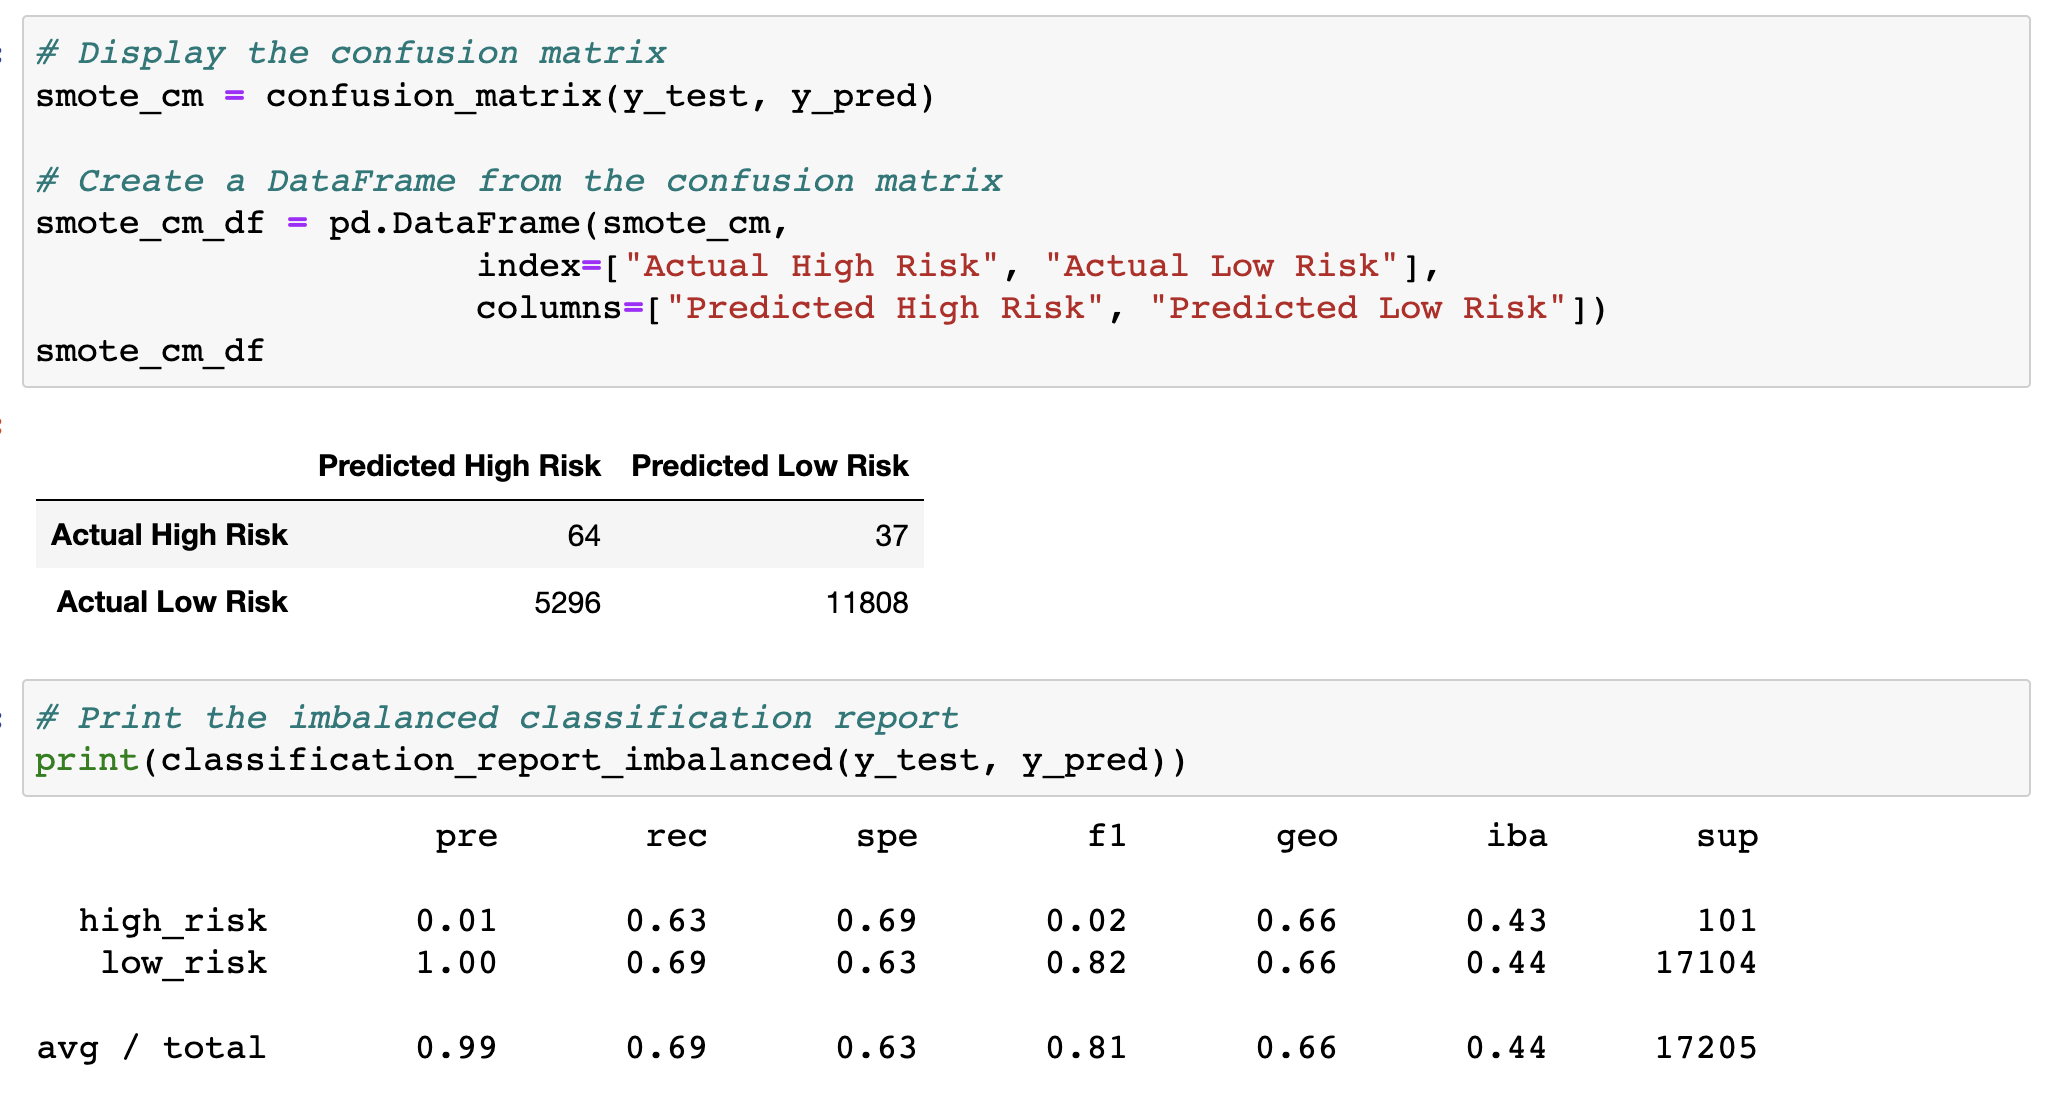 # Display the confusion matrix
smote_cm = confusion_matrix(y_test, y_pred)
# Create a DataFrame from the confusion matrix
smote_cm_df = pd.DataFrame(smote_cm,
index=["Actual High Risk", "Actual Low Risk"],
columns=["Predicted High Risk", "Predicted Low Risk"])
smote_cm_df
Predicted High Risk Predicted Low Risk
Actual High Risk 64 37
Actual Low Risk 5296 11808
# Print the imbalanced classification report
print(classification_report_imbalanced(y_test, y_pred))
pre rec spe f1 geo iba sup
high_risk 0.01 0.63 0.69 0.02 0.66 0.43 101
low_risk 1.00 0.69 0.63 0.82 0.66 0.44 17104
avg / total 0.99 0.69 0.63 0.81 0.66 0.44 17205